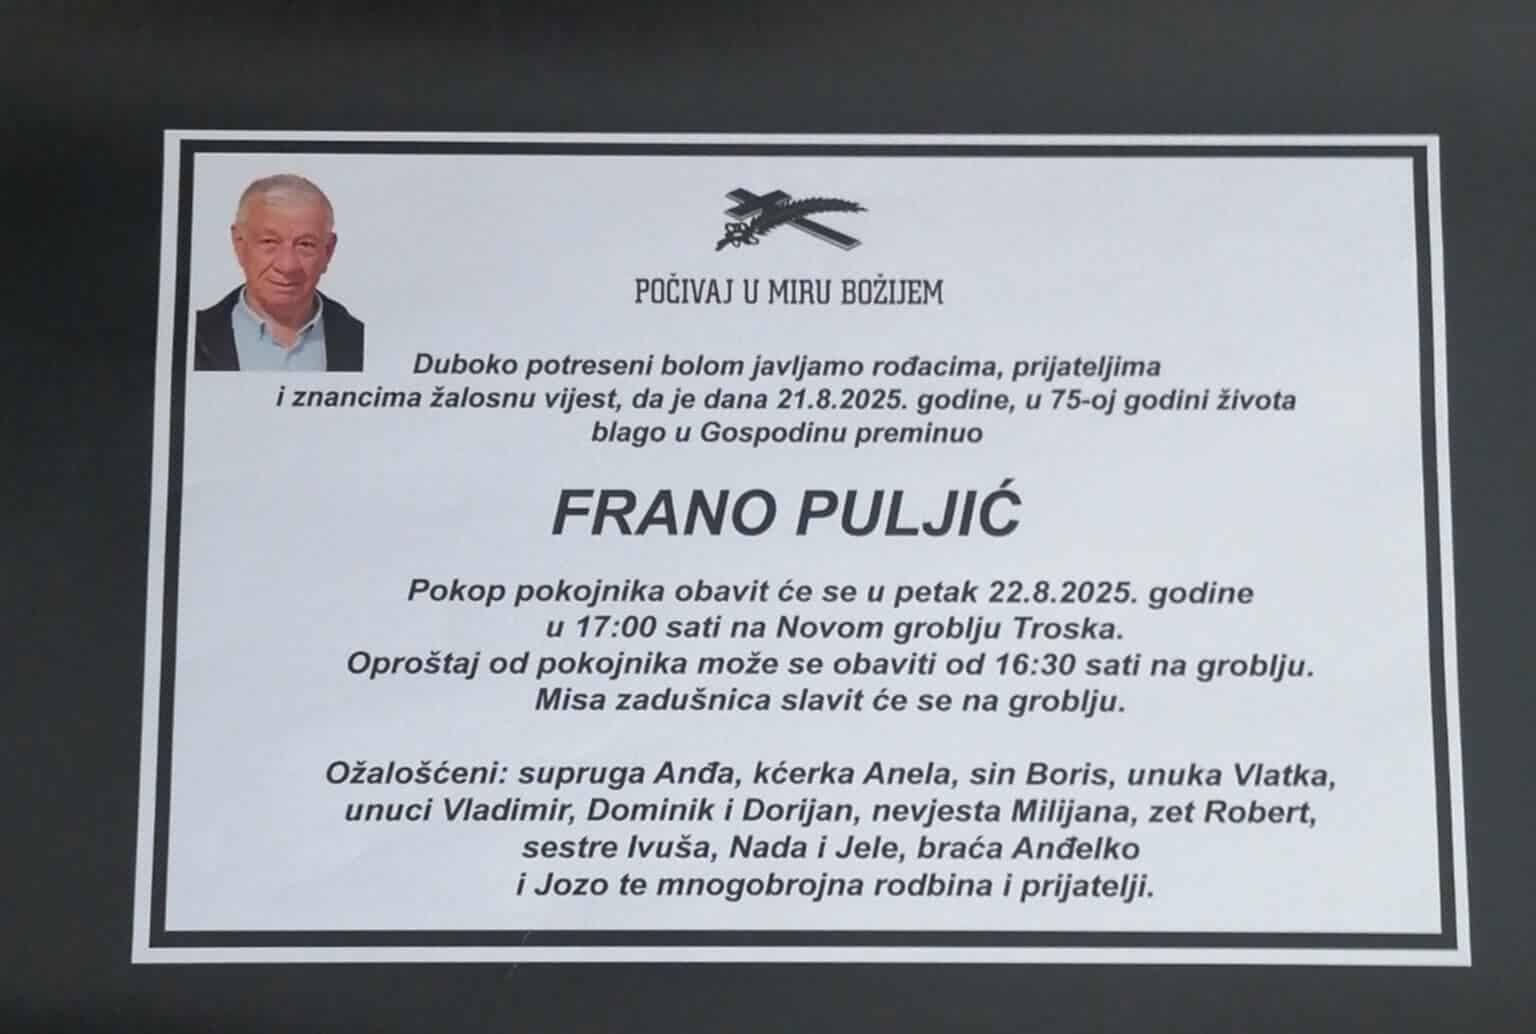 POČIVAJ U MIRU BOŽIJEM
Duboko potreseni bolom javljamo rođacima, prijateljima
i znancima žalosnu vijest, da je dana 21.8.2025. godine, u 75-oj godini života
blago u Gospodinu preminuo
FRANO PULJIĆ
Pokop pokojnika obavit će se u petak 22.8.2025. godine
u 17:00 sati na Novom groblju Troska.
Oproštaj od pokojnika može se obaviti od 16:30 sati na groblju.
Misa zadušnica slavit će se na groblju.
Ožalošćeni: supruga Anđa, kćerka Anela, sin Boris, unuka Vlatka,
unuci Vladimir, Dominik i Dorijan, nevjesta Milijana, zet Robert,
sestre Ivuša, Nada i Jele, braća Anđelko
i Jozo te mnogobrojna rodbina i prijatelji.